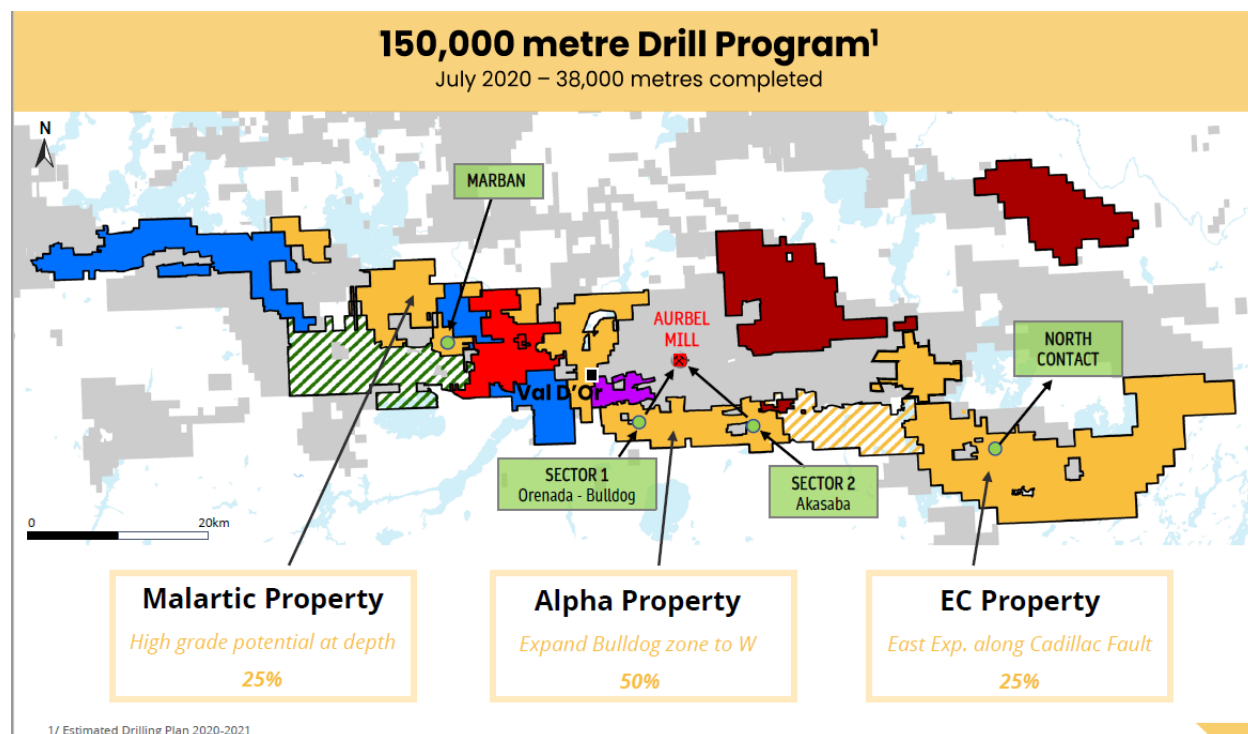 150,000 metre Drill Program¹
July 2020 – 38,000 metres completed
N
MARBAN
AURBEL
MILL
NORTH
CONTACT
Val D'Or
SECTOR 1
Orenada - Bulldog
SECTOR 2
Akasaba
0 20km
Malartic Property
High grade potential at depth
25%
Alpha Property
Expand Bulldog zone to W
50%
EC Property
East Exp. along Cadillac Fault
25%
1/ Estimated Drilling Plan 2020-2021